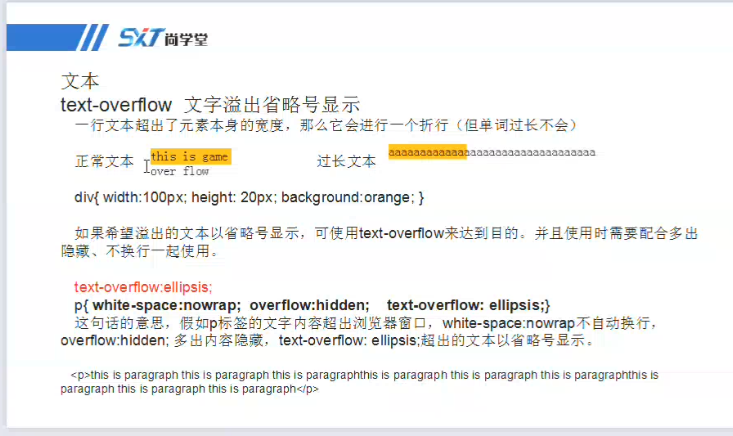 SXT尚学堂
文本
text-overflow 文字溢出省略号显示
一行文本超出了元素本身的宽度，那么它会进行一个折行（但单词过长不会）
正常文本 this is game 过长文本 aaaaaaaaaaaaaaaaaaaaaaaaaaaaaaaaa
over flow
div{ width:100px; height: 20px; background:orange; }
如果希望溢出的文本以省略号显示，可使用text-overflow来达到目的。并且使用时需要配合多出
隐藏、不换行一起使用。
text-overflow:ellipsis;
p{ white-space:nowrap; overflow:hidden; text-overflow: ellipsis;}
这句话的意思，假如p标签的文字内容超出浏览器窗口，white-space:nowrap不自动换行，
overflow:hidden; 多出内容隐藏，text-overflow: ellipsis;超出的文本以省略号显示。
<p>this is paragraph this is paragraph this is paragraphthis is paragraph this is paragraph this is paragraphthis is
paragraph this is paragraph this is paragraph</p>